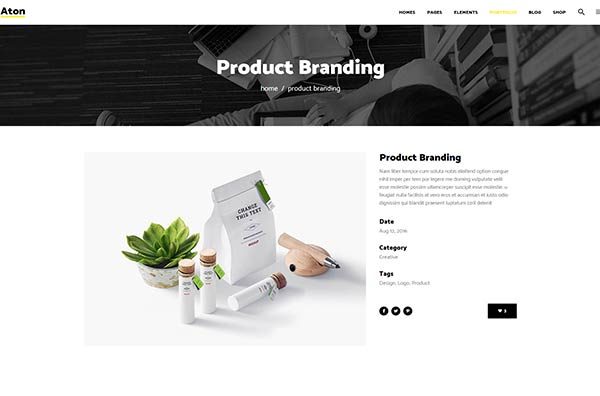 Aton
HOMES PAGES ELEMENTS PORTFOLIO BLOG SHOP
Product Branding
home / product branding
Product Branding
Nam liber tempor cum soluta nobis eleifend option congue
nihil imper per tem por legere me doming vulputate velit
esse molestie possim ullamcorper suscipit esse molestie u
feugiat nulla facilisis at vero eros et accumsan et iusto odio
dignissim qui blandit praesent luptatum zzril delenit
Date
Aug 12, 2016
Category
Creative
Tags
Design, Logo, Product
3
CHANGE
THIS TEXT
MOCKUP